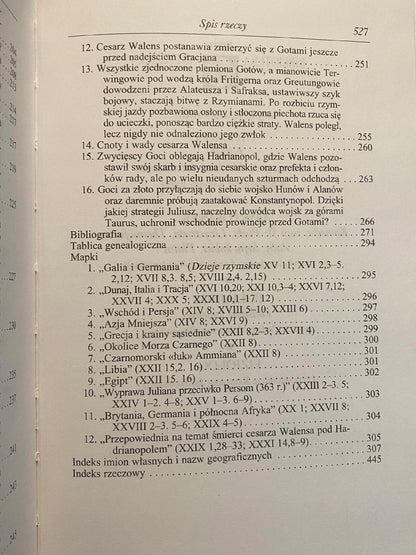 Spis rzeczy 527
12. Cesarz Walens postanawia zmierzyć się z Gotami jeszcze
przed nadejściem Gracjana 251
13. Wszystkie zjednoczone plemiona Gotów, a mianowicie Ter-
wingowie pod wodzą króla Fritigerna oraz Greutungowie
dowodzeni przez Alateusza i Safraksa, ustawiwszy szyk
bojowy, staczają bitwę z Rzymianami. Po rozbiciu rzym-
skiej jazdy pozbawiona osłony i stłoczona piechota rzuca się
do ucieczki, ponosząc bardzo ciężkie straty. Walens poległ,
lecz nigdy nie odnaleziono jego zwłok 255
14. Cnoty i wady cesarza Walensa 260
15. Zwycięscy Goci oblegają Hadrianopol, gdzie Walens pozo-
stawił swój skarb i insygnia cesarskie oraz prefekta i człon-
ków rady, ale po wielu nieudanych szturmach odchodzą 263
16. Goci za złoto przyłączają do siebie wojsko Hunów i Alanów
oraz daremnie próbują zaatakować Konstantynopol. Dzięki
jakiej strategii Juliusz, naczelny dowódca wojsk za górami
Taurus, uchronił wschodnie prowincje przed Gotami? 266
Bibliografia 271
Tablica genealogiczna 294
Mapki
1. „Galia i Germania” (Dzieje rzymskie XV 11; XVI 2,3–5.
2,12; XVII 8,3. 8,5; XVIII 2,4. 2,15) 295
2. „Dunaj, Italia i Tracja” (XVI 10,20; XXI 10,3–4; XXVI 7,12;
XXVII 4; XXX 5; XXXI 10,1–17. 12) 296
3. „Wschód i Persja” (XIV 8; XVIII 5–10; XXIII 6) 297
4. „Azja Mniejsza” (XIV 8; XXVI 9) 298
5. „Grecja i krainy sąsiednie” (XXII 8,2–3; XXVII 4) 299
6. „Okolice Morza Czarnego” (XXII 8) 300
7. „Czarnomorski «łuk» Ammiana” (XXII 8) 301
8. „Libia” (XXII 15,2. 16) 301
9. „Egipt” (XXII 15. 16) 302
10. „Wyprawa Juliana przeciwko Persom (363 r.)” (XXIII 2–3. 5;
XXIV 1–2. 4–8; XXV 1–3. 6–9) 303
11. „Brytania, Germania i północna Afryka” (XX 1; XXVII 8;
XXVIII 2–3. 5–6; XXIX 4–5) 304
12. „Przepowiednia na temat śmierci cesarza Walensa pod Ha-
drianopolem” (XXIX 1,28–33; XXXI 14,8–9) 305
Indeks imion własnych i nazw geograficznych 307
Indeks rzeczowy 445